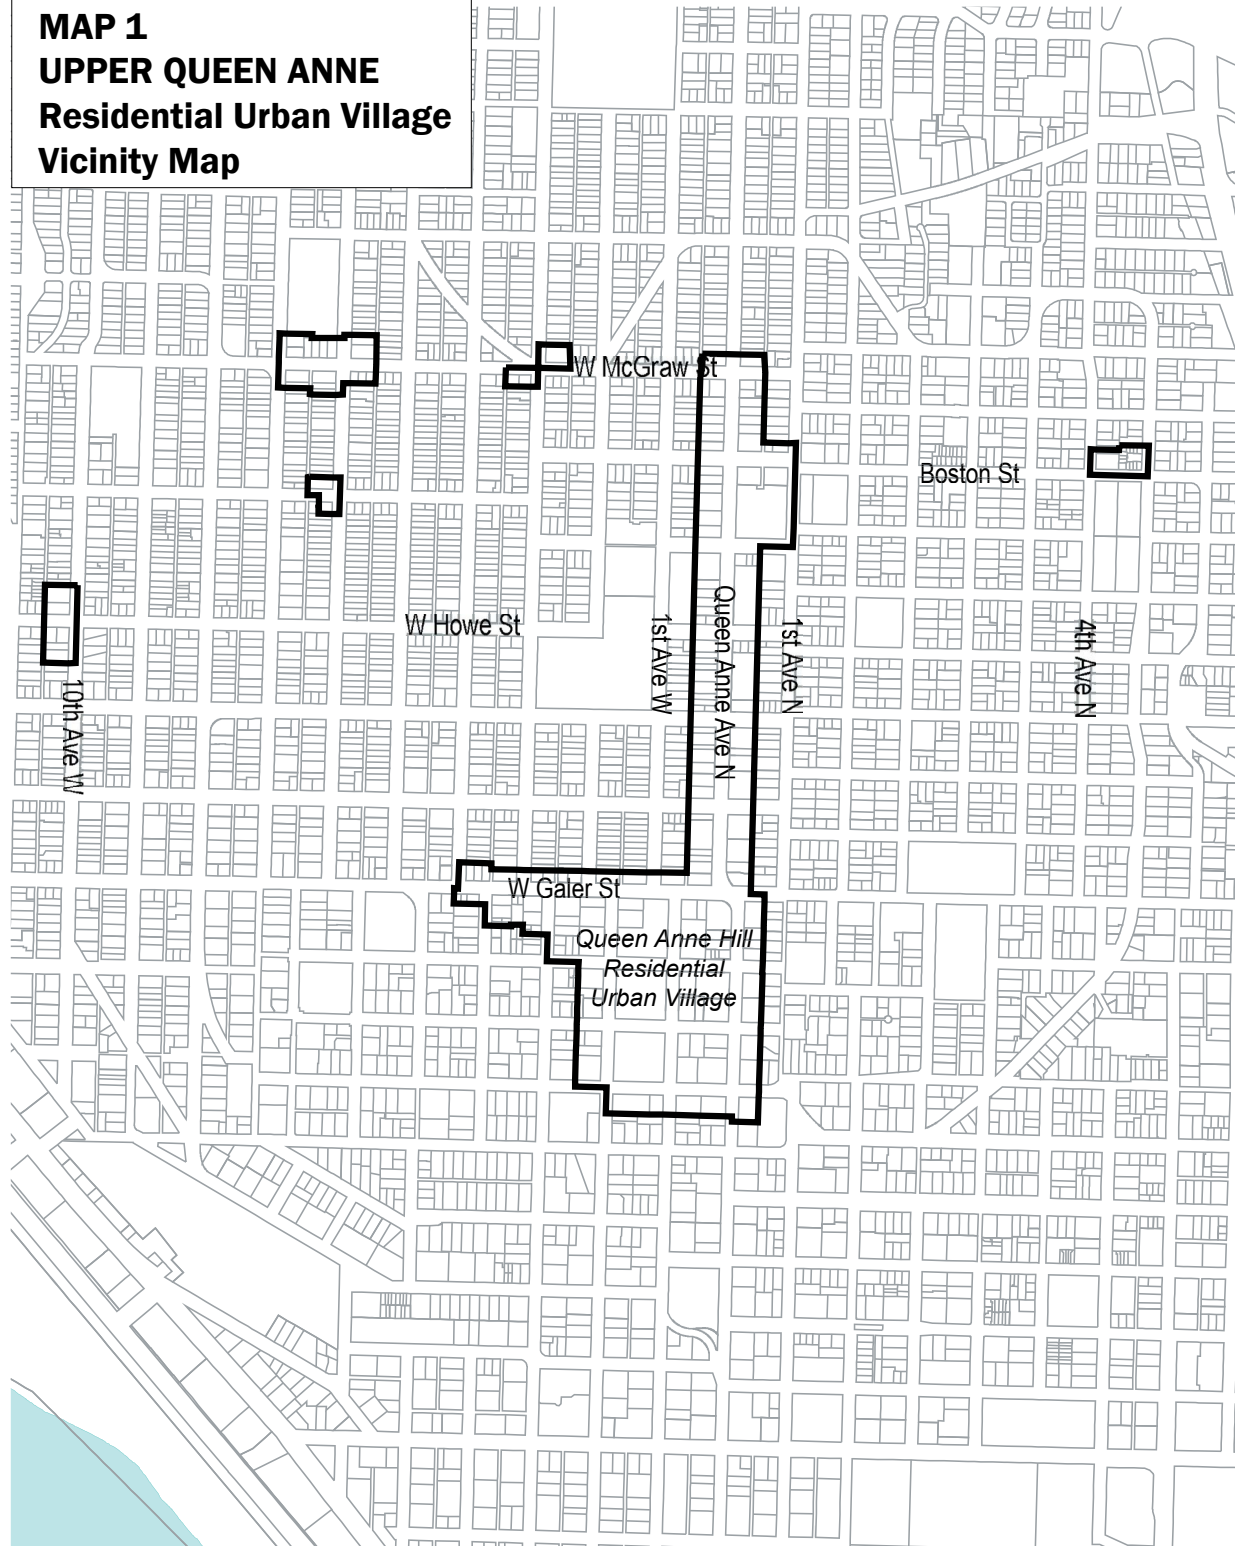 MAP 1
UPPER QUEEN ANNE
Residential Urban Village
Vicinity Map
W McGraw St
Boston St
W Howe St
1st Ave W
Queen Anne Ave N
1st Ave N
4th Ave N
10th Ave W
W Galer St
Queen Anne Hill
Residential
Urban Village